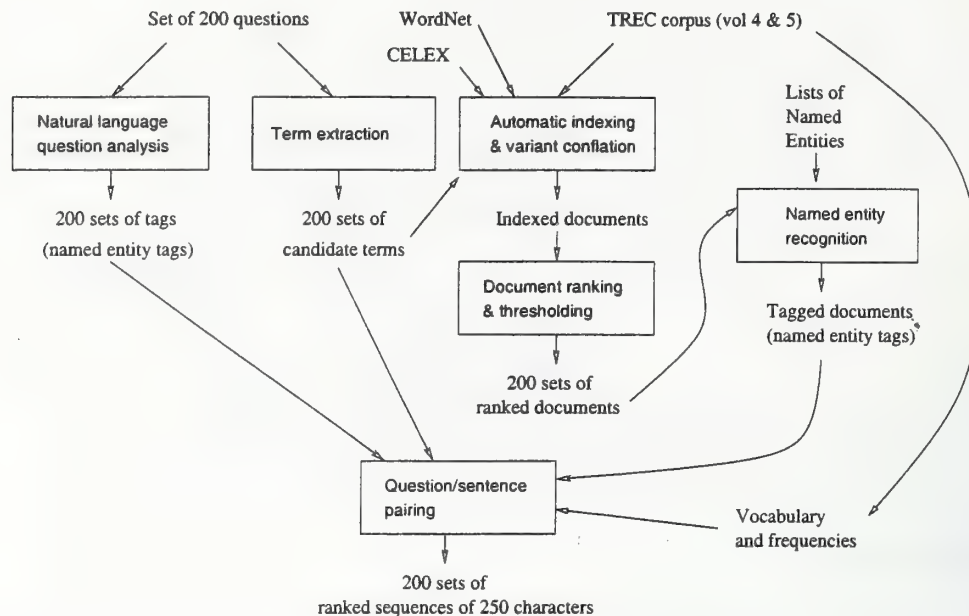 Set of 200 questions
WordNet
TREC corpus (vol 4 & 5)
CELEX
Lists of
Named
Entities
Natural language
question analysis
Term extraction
Automatic indexing
& variant conflation
200 sets of tags
(named entity tags)
200 sets of
candidate terms
Indexed documents
Named entity
recognition
Document ranking
& thresholding
Tagged documents
(named entity tags)
200 sets of
ranked documents
Question/sentence
pairing
Vocabulary
and frequencies
200 sets of
ranked sequences of 250 characters